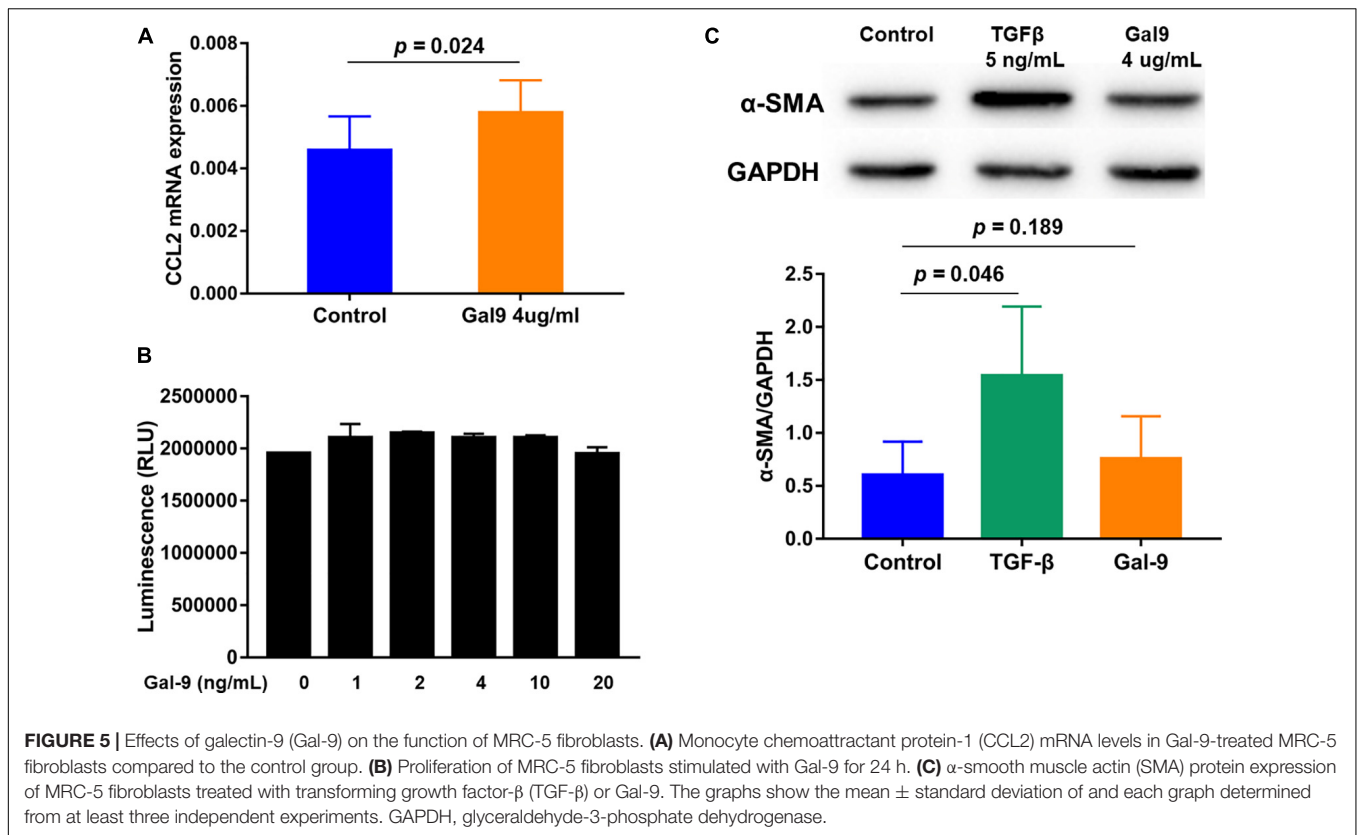 A
CCL2 mRNA expression
0.008
0.006
0.004
0.002
0.000
p = 0.024
Control Gal9 4ug/ml
B
Luminescence (RLU)
2500000
2000000
1500000
1000000
500000
0
Gal-9 (ng/mL) 0 1 2 4 10 20
C
Control TGFβ Gal9
5 ng/mL 4 ug/mL
α-SMA
GAPDH
p = 0.189
p = 0.046
α-SMA/GAPDH
2.5
2.0
1.5
1.0
0.5
0.0
Control TGF-β Gal-9
FIGURE 5 | Effects of galectin-9 (Gal-9) on the function of MRC-5 fibroblasts. (A) Monocyte chemoattractant protein-1 (CCL2) mRNA levels in Gal-9-treated MRC-5
fibroblasts compared to the control group. (B) Proliferation of MRC-5 fibroblasts stimulated with Gal-9 for 24 h. (C) α-smooth muscle actin (SMA) protein expression
of MRC-5 fibroblasts treated with transforming growth factor-β (TGF-β) or Gal-9. The graphs show the mean ± standard deviation of and each graph determined
from at least three independent experiments. GAPDH, glyceraldehyde-3-phosphate dehydrogenase.